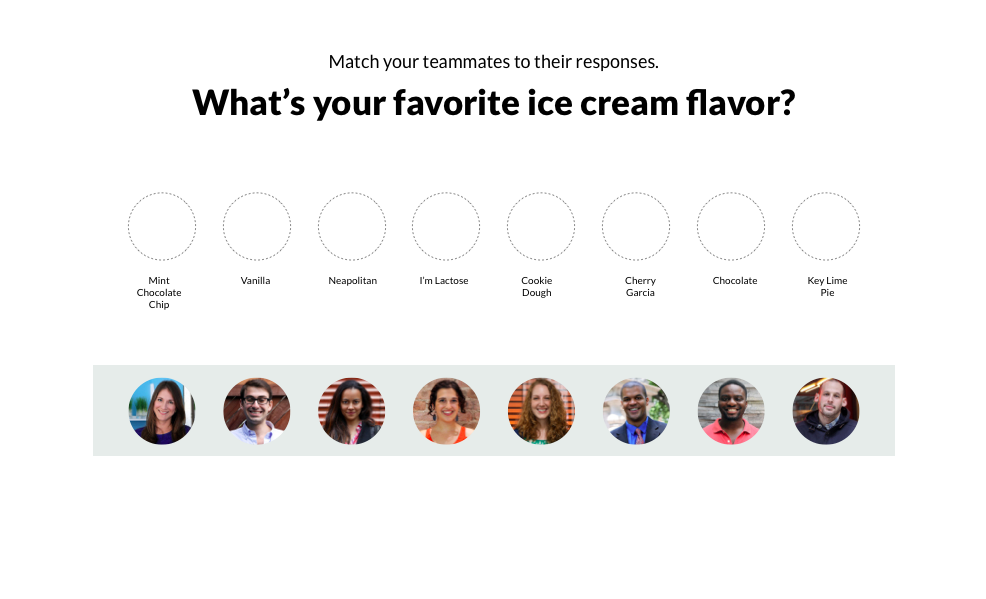 Match your teammates to their responses.
What’s your favorite ice cream flavor?
Mint
Chocolate
Chip
Vanilla
Neapolitan
I’m Lactose
Cookie
Dough
Cherry
Garcia
Chocolate
Key Lime
Pie